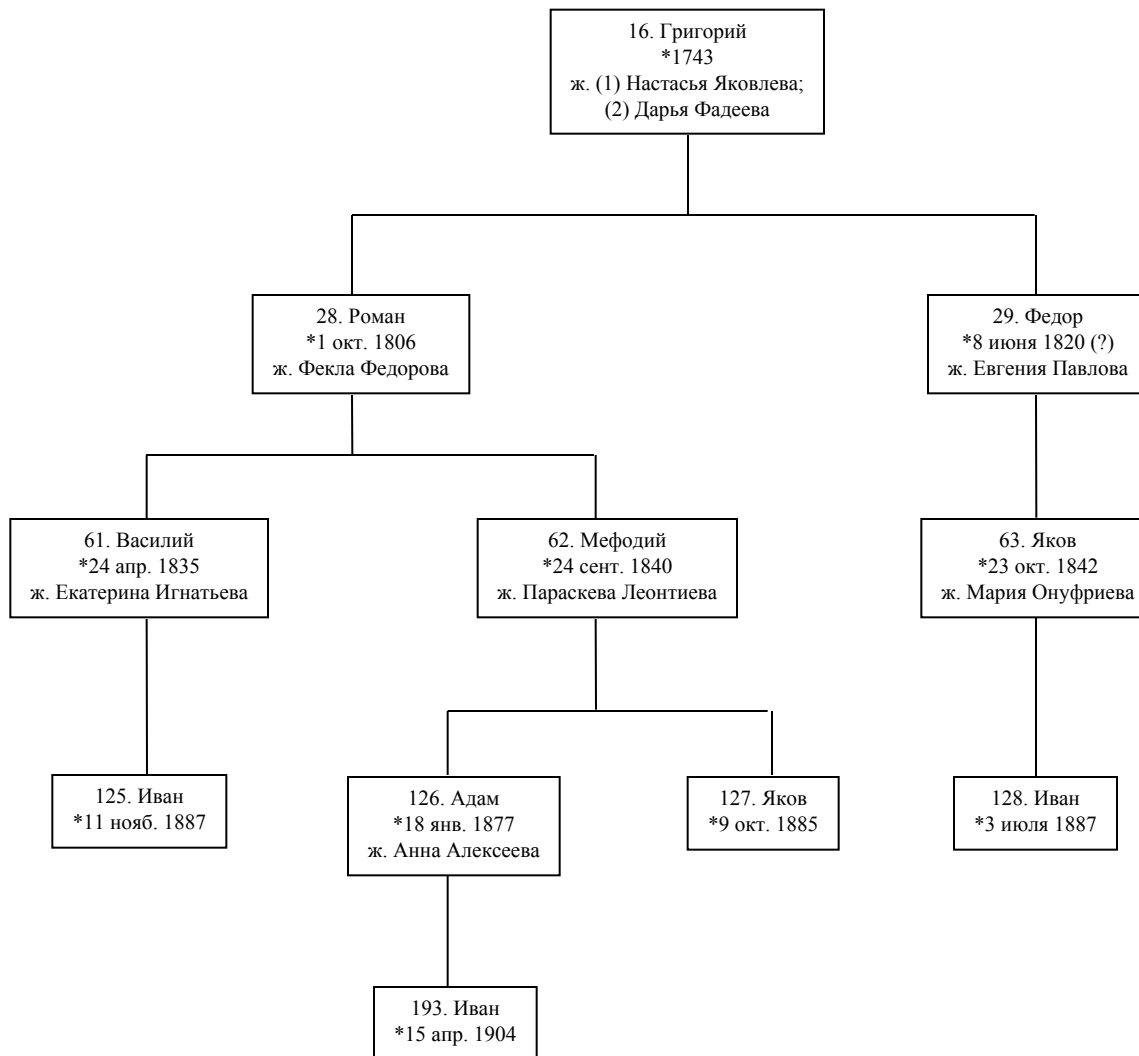 16. Григорий
*1743
ж. (1) Настасья Яковлева;
(2) Дарья Фадеева
28. Роман
*1 окт. 1806
ж. Фекла Федорова
29. Федор
*8 июня 1820 (?)
ж. Евгения Павлова
61. Василий
*24 апр. 1835
ж. Екатерина Игнатьева
62. Мефодий
*24 сент. 1840
ж. Параскева Леонтиева
63. Яков
*23 окт. 1842
ж. Мария Онуфриева
125. Иван
*11 нояб. 1887
126. Адам
*18 янв. 1877
ж. Анна Алексеева
127. Яков
*9 окт. 1885
128. Иван
*3 июля 1887
193. Иван
*15 апр. 1904